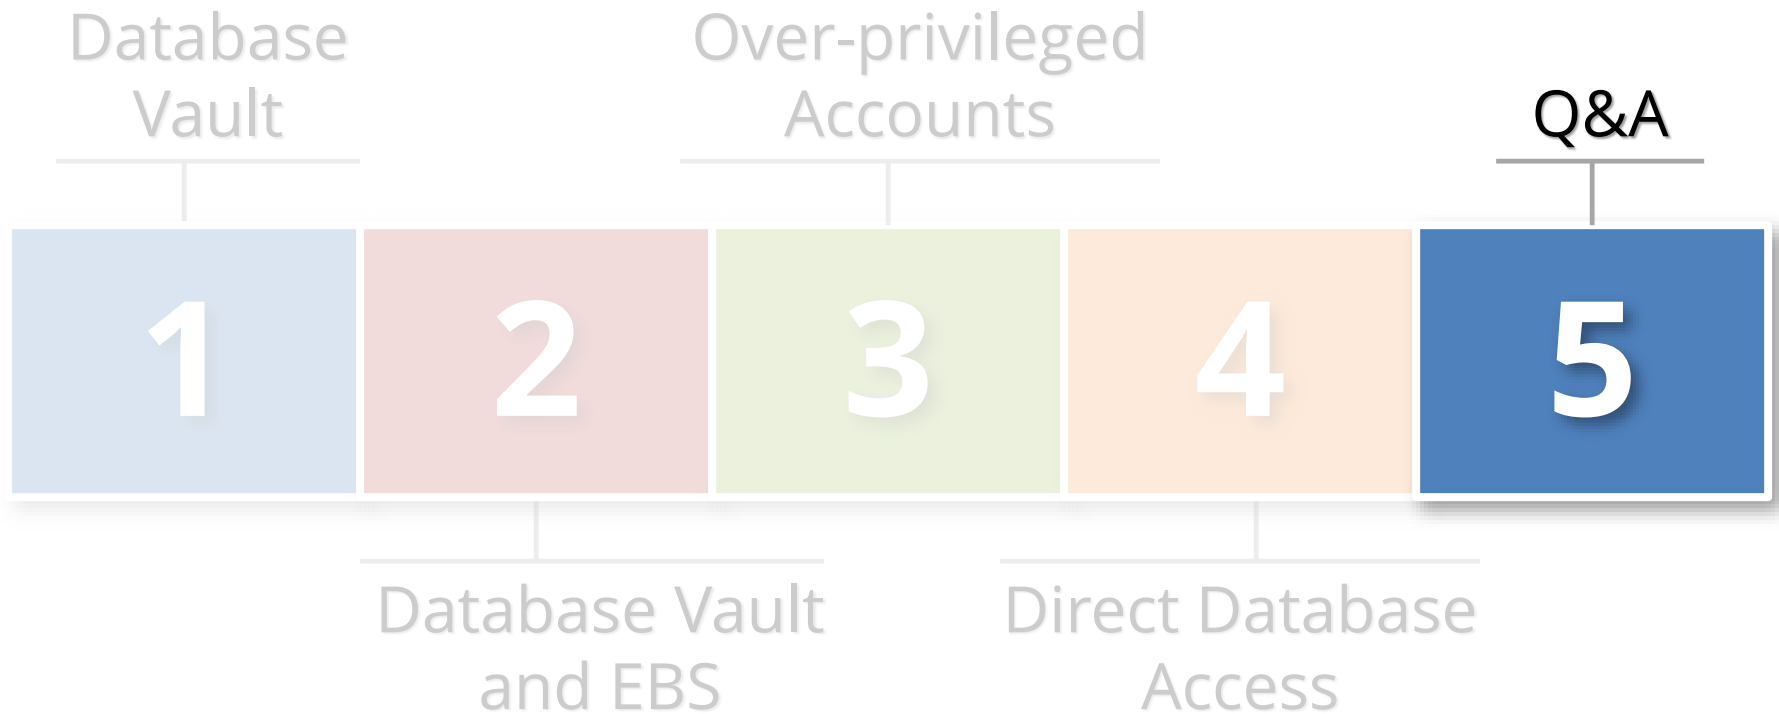 Database
Vault
Over-privileged
Accounts
Q&A
1
2
3
4
5
Database Vault
and EBS
Direct Database
Access